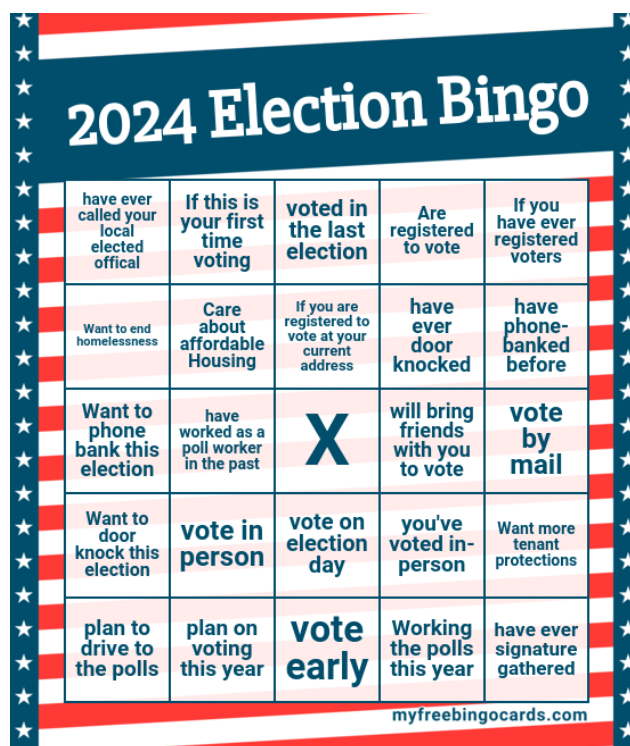 2024 Election Bingo
have ever
called your
local
elected
offical
If this is
your first
time
voting
voted in
the last
election
Are
registered
to vote
If you
have ever
registered
voters
Want to end
homelessness
Care
about
affordable
Housing
If you are
registered to
vote at your
current
address
have
ever
door
knocked
have
phone-
banked
before
Want to
phone
bank this
election
have
worked as a
poll worker
in the past
X
will bring
friends
with you
to vote
vote
by
mail
Want to
door
knock this
election
vote in
person
vote on
election
day
you've
voted in-
person
Want more
tenant
protections
plan to
drive to
the polls
plan on
voting
this year
vote
early
Working
the polls
this year
have ever
signature
gathered
myfreebingocards.com